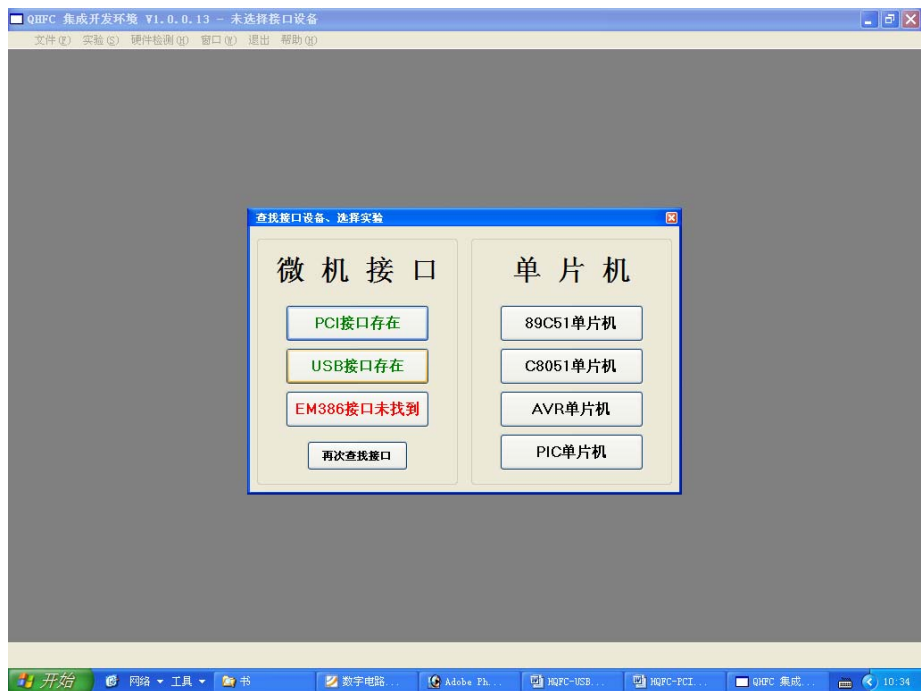 QHFC 集成开发环境 V1.0.0.13 - 未选择接口设备
文件(F) 实验(S) 硬件检测(H) 窗口(W) 退出 帮助(H)
查找接口设备、选择实验
微机接口
PCI接口存在
USB接口存在
EM386接口未找到
再次查找接口
单片机
89C51单片机
C8051单片机
AVR单片机
PIC单片机
开始 网络 工具 书 数字电路... Adobe Ph... HQFC-USB... HQFC-PCI... QHFC 集成... 10:34